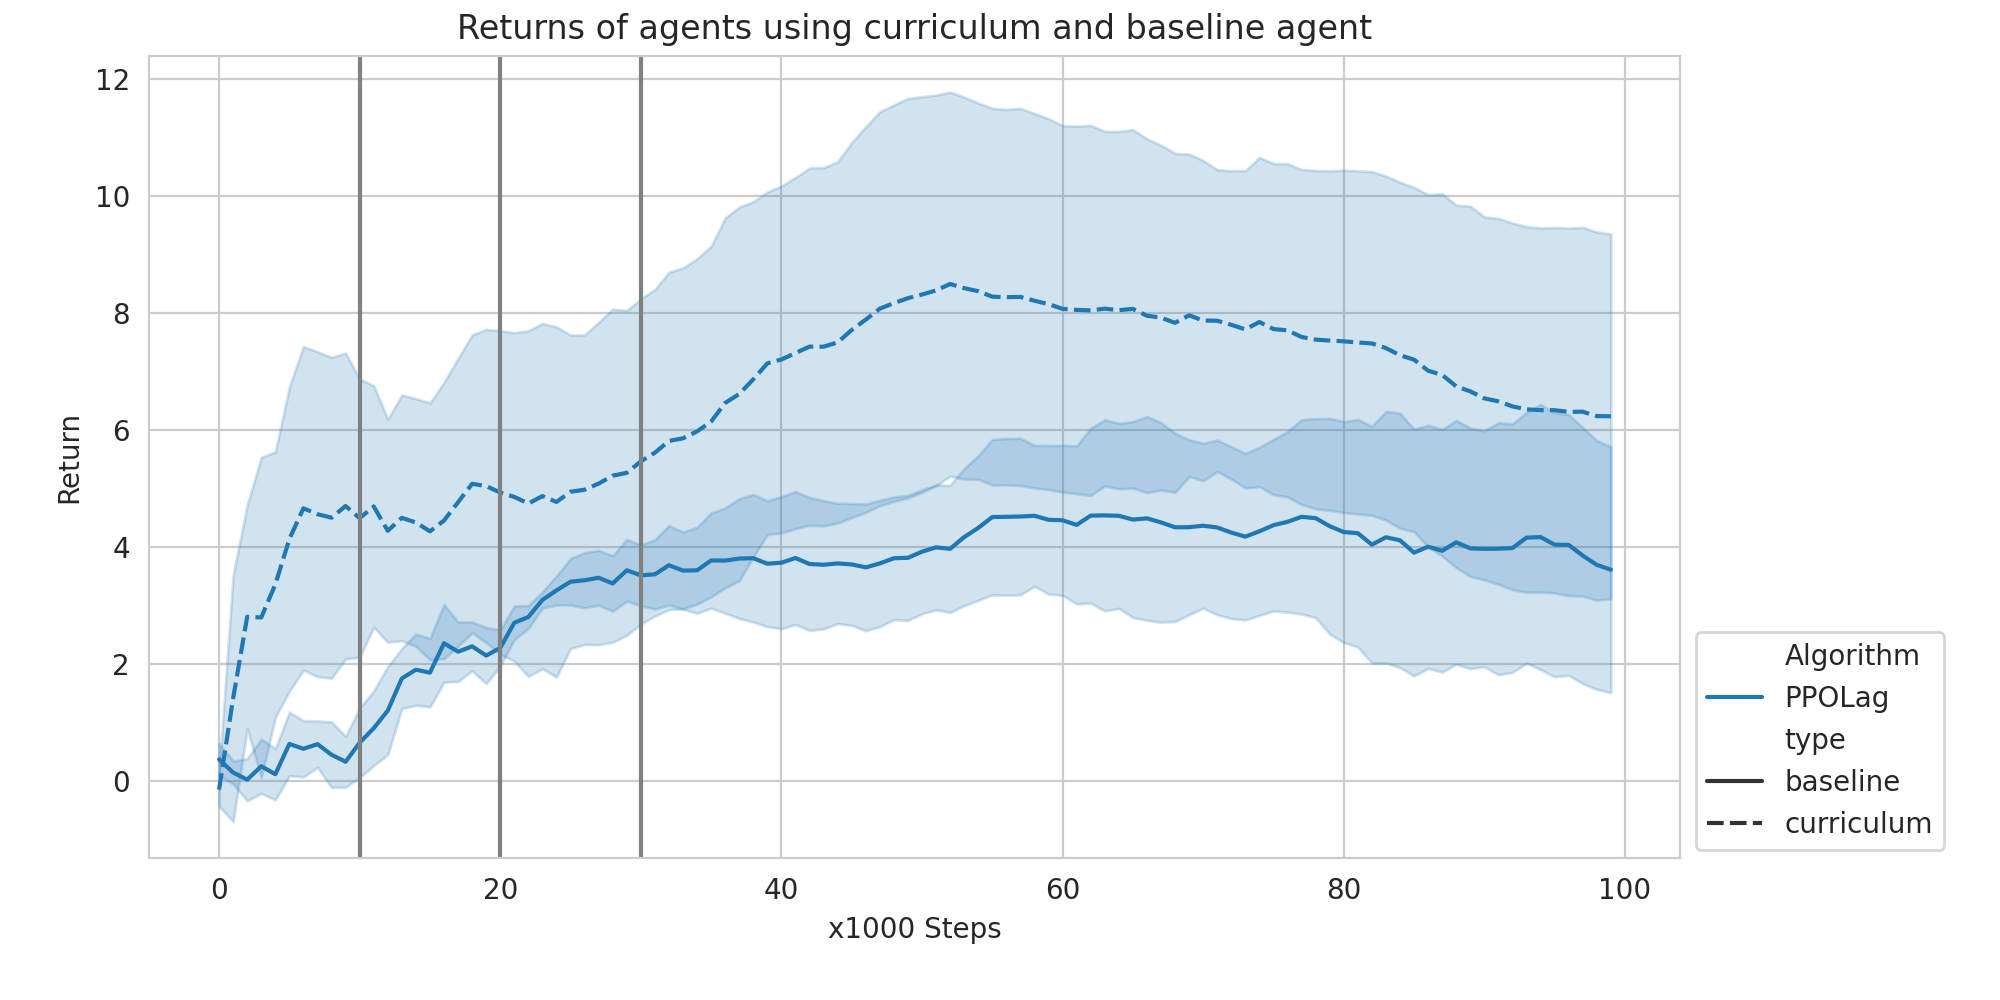 Returns of agents using curriculum and baseline agent
12
10
8
6
4
2
0
Return
0 20 40 60 80 100
x1000 Steps
Algorithm
PPOLag
type
baseline
curriculum